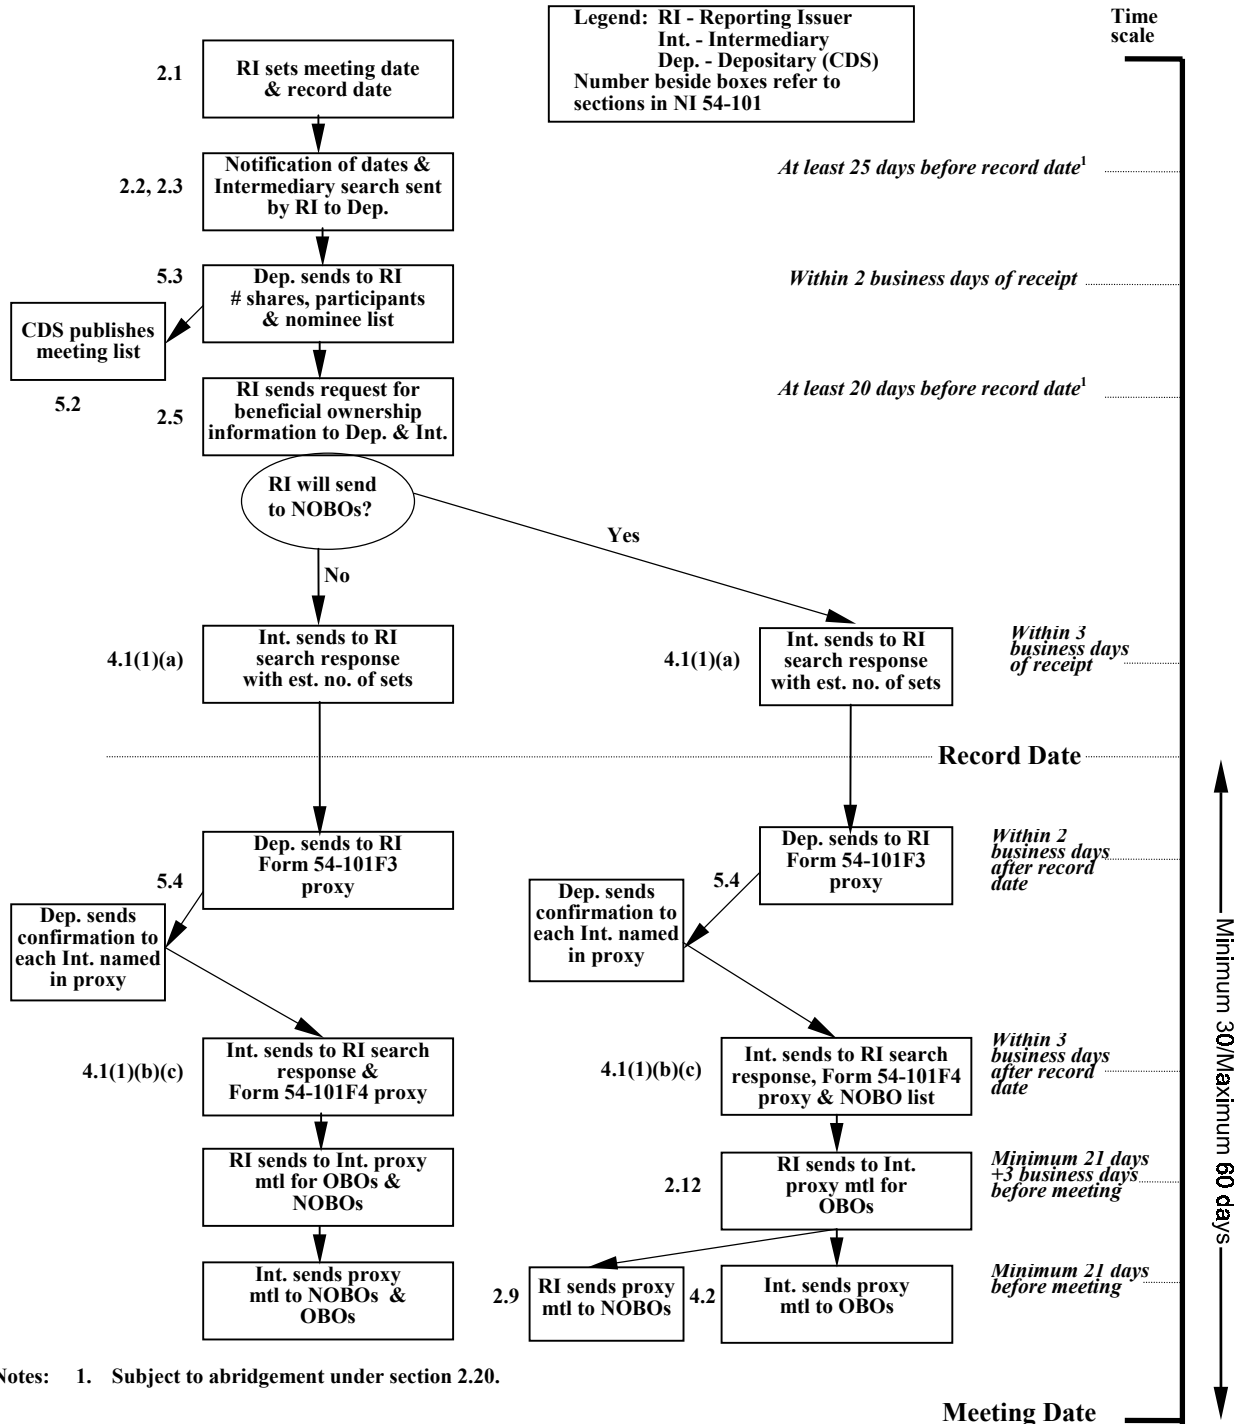 Legend: RI - Reporting Issuer
Int. - Intermediary
Dep. - Depositary (CDS)
Number beside boxes refer to
sections in NI 54-101
Time
scale
2.1
RI sets meeting date
& record date
2.2, 2.3
Notification of dates &
Intermediary search sent
by RI to Dep.
At least 25 days before record date1
5.3
Dep. sends to RI
# shares, participants
& nominee list
Within 2 business days of receipt
CDS publishes
meeting list
5.2
2.5
RI sends request for
beneficial ownership
information to Dep. & Int.
At least 20 days before record date1
RI will send
to NOBOs?
Yes
No
4.1(1)(a)
Int. sends to RI
search response
with est. no. of sets
4.1(1)(a)
Int. sends to RI
search response
with est. no. of sets
Within 3
business days
of receipt
Record Date
Dep. sends to RI
Form 54-101F3
proxy
5.4
Dep. sends
confirmation to
each Int. named
in proxy
Dep. sends to RI
Form 54-101F3
proxy
5.4
Dep. sends
confirmation to
each Int. named
in proxy
Within 2
business days
after record
date
4.1(1)(b)(c)
Int. sends to RI search
response &
Form 54-101F4 proxy
4.1(1)(b)(c)
Int. sends to RI search
response, Form 54-101F4
proxy & NOBO list
Within 3
business days
after record
date
Minimum 30/Maximum 60 days
RI sends to Int. proxy
mtl for OBOs &
NOBOs
2.12
RI sends to Int.
proxy mtl for
OBOs
Minimum 21 days
+3 business days
before meeting
Int. sends proxy
mtl to NOBOs &
OBOs
2.9
RI sends proxy
mtl to NOBOs
4.2
Int. sends proxy
mtl to OBOs
Minimum 21 days
before meeting
Notes: 1. Subject to abridgement under section 2.20.
Meeting Date